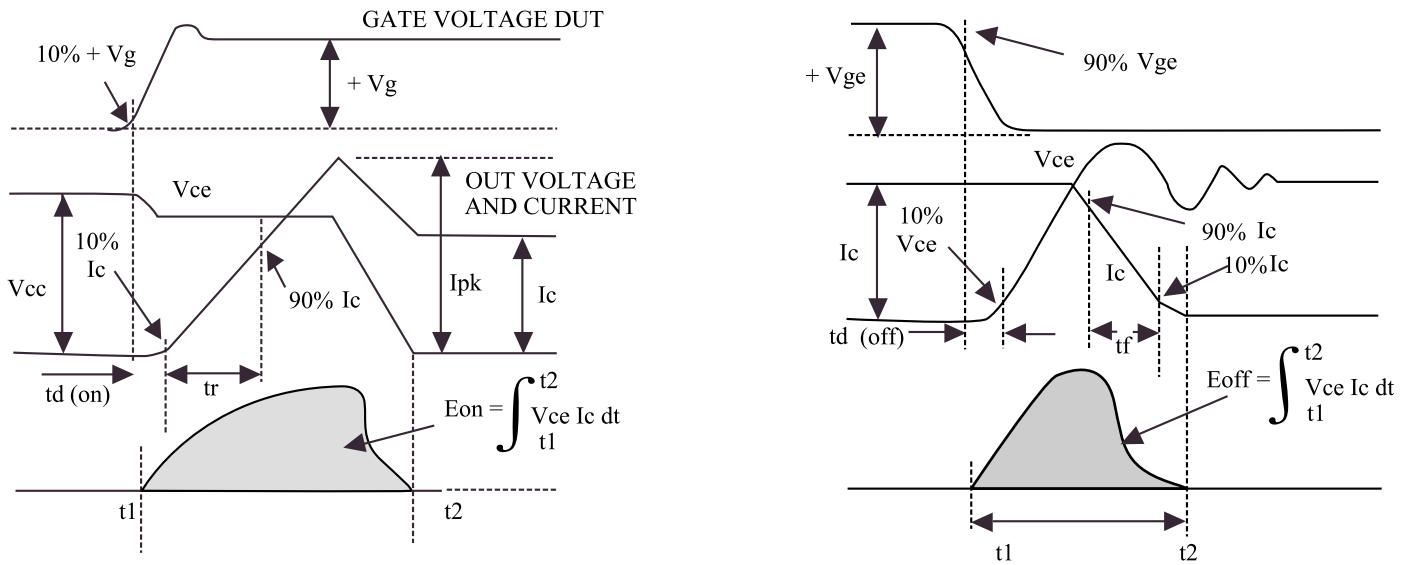 GATE VOLTAGE DUT
10% + Vg
+ Vg
Vce
OUT VOLTAGE
AND CURRENT
10%
Ic
Vcc
90% Ic
Ipk
Ic
td (on)
tr
Eon = ∫ t2
Vce Ic dt
t1
t1
t2
90% Vge
+ Vge
Vce
10%
Vce
90% Ic
Ic
Ic
10% Ic
td (off)
tf
Eoff = ∫ t2
Vce Ic dt
t1
t1
t2